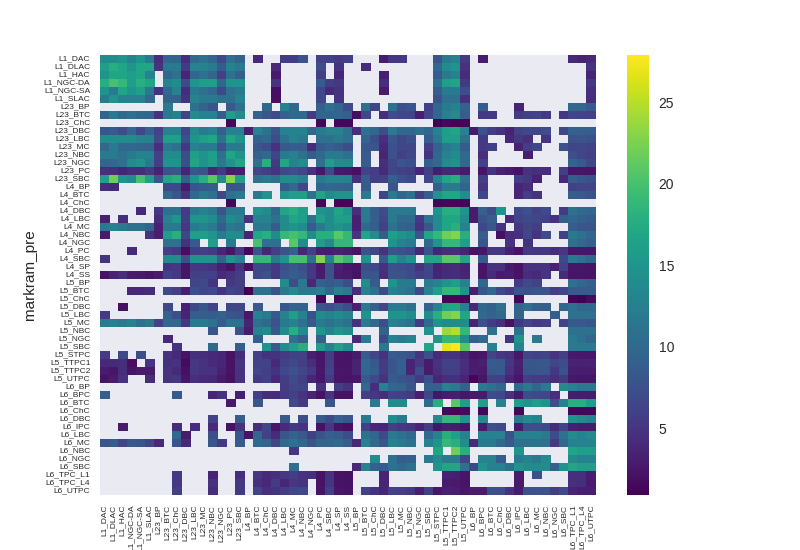 L1_DAC
L1_DLAC
L1_HAC
L1_NGC-DA
L1_NGC-SA
L1_SLAC
L23_BP
L23_BTC
L23_ChC
L23_DBC
L23_LBC
L23_MC
L23_NBC
L23_NGC
L23_PC
L23_SBC
L4_BP
L4_BTC
L4_ChC
L4_DBC
L4_LBC
L4_MC
L4_NBC
L4_NGC
L4_PC
L4_SBC
L4_SP
L4_SS
L5_BP
L5_BTC
L5_ChC
L5_DBC
L5_LBC
L5_MC
L5_NBC
L5_NGC
L5_SBC
L5_STPC
L5_TTPC1
L5_TTPC2
L5_UTPC
L6_BP
L6_BPC
L6_BTC
L6_ChC
L6_DBC
L6_IPC
L6_LBC
L6_MC
L6_NBC
L6_NGC
L6_SBC
L6_TPC_L1
L6_TPC_L4
L6_UTPC
markram_pre
L1_DAC
L1_DLAC
L1_HAC
L1_NGC-DA
L1_NGC-SA
L1_SLAC
L23_BP
L23_BTC
L23_ChC
L23_DBC
L23_LBC
L23_MC
L23_NBC
L23_NGC
L23_PC
L23_SBC
L4_BP
L4_BTC
L4_ChC
L4_DBC
L4_LBC
L4_MC
L4_NBC
L4_NGC
L4_PC
L4_SBC
L4_SP
L4_SS
L5_BP
L5_BTC
L5_ChC
L5_DBC
L5_LBC
L5_MC
L5_NBC
L5_NGC
L5_SBC
L5_STPC
L5_TTPC1
L5_TTPC2
L5_UTPC
L6_BP
L6_BPC
L6_BTC
L6_ChC
L6_DBC
L6_IPC
L6_LBC
L6_MC
L6_NBC
L6_NGC
L6_SBC
L6_TPC_L1
L6_TPC_L4
L6_UTPC
25
20
15
10
5